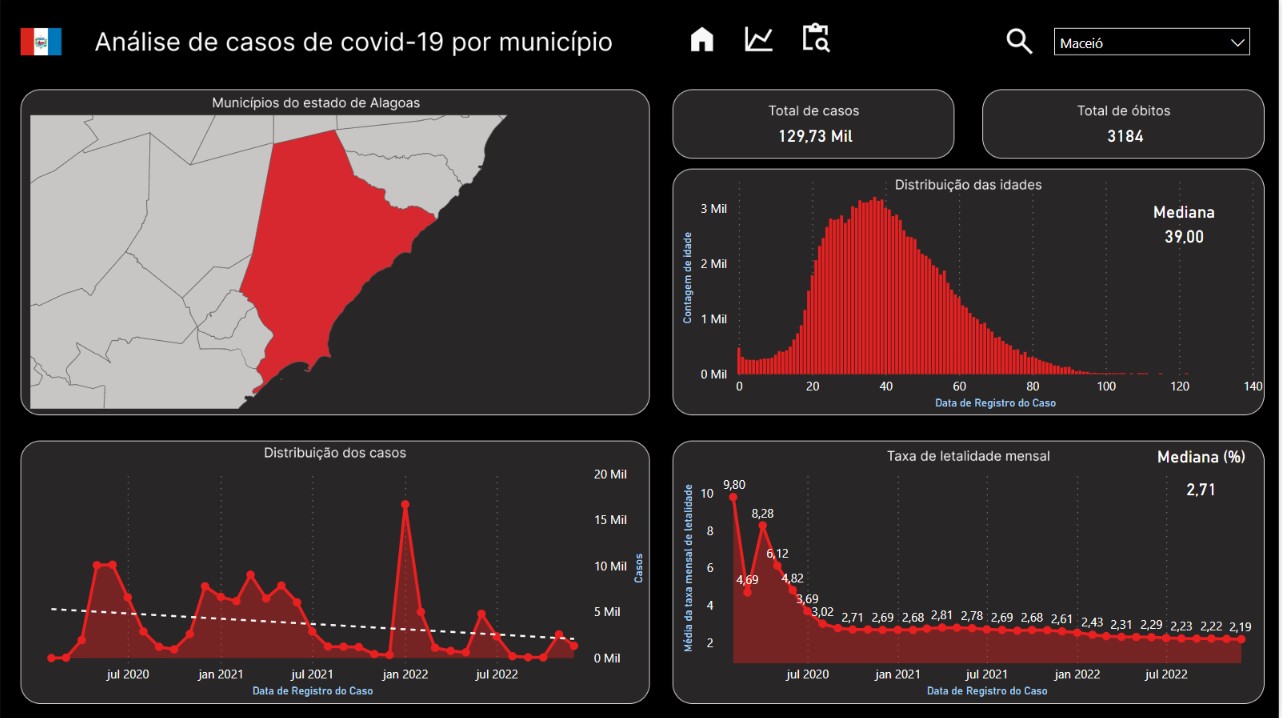 Análise de casos de covid-19 por município
Maceió
Municípios do estado de Alagoas
Total de casos
129,73 Mil
Total de óbitos
3184
Distribuição das idades
Mediana
39,00
Contagem de idade
3 Mil
2 Mil
1 Mil
0 Mil
0 20 40 60 80 100 120 140
Data de Registro do Caso
Distribuição dos casos
20 Mil
15 Mil
10 Mil
5 Mil
0 Mil
Casos
jul 2020 jan 2021 jul 2021 jan 2022 jul 2022
Data de Registro do Caso
Taxa de letalidade mensal
Mediana (%)
2,71
Média da taxa mensal de letalidade
10
8
6
4
2
9,80
4,69
8,28
6,12
4,82
3,69
3,02
2,71 2,69 2,68 2,81 2,78 2,69 2,68 2,61 2,43 2,31 2,29 2,23 2,22 2,19
jul 2020 jan 2021 jul 2021 jan 2022 jul 2022
Data de Registro do Caso